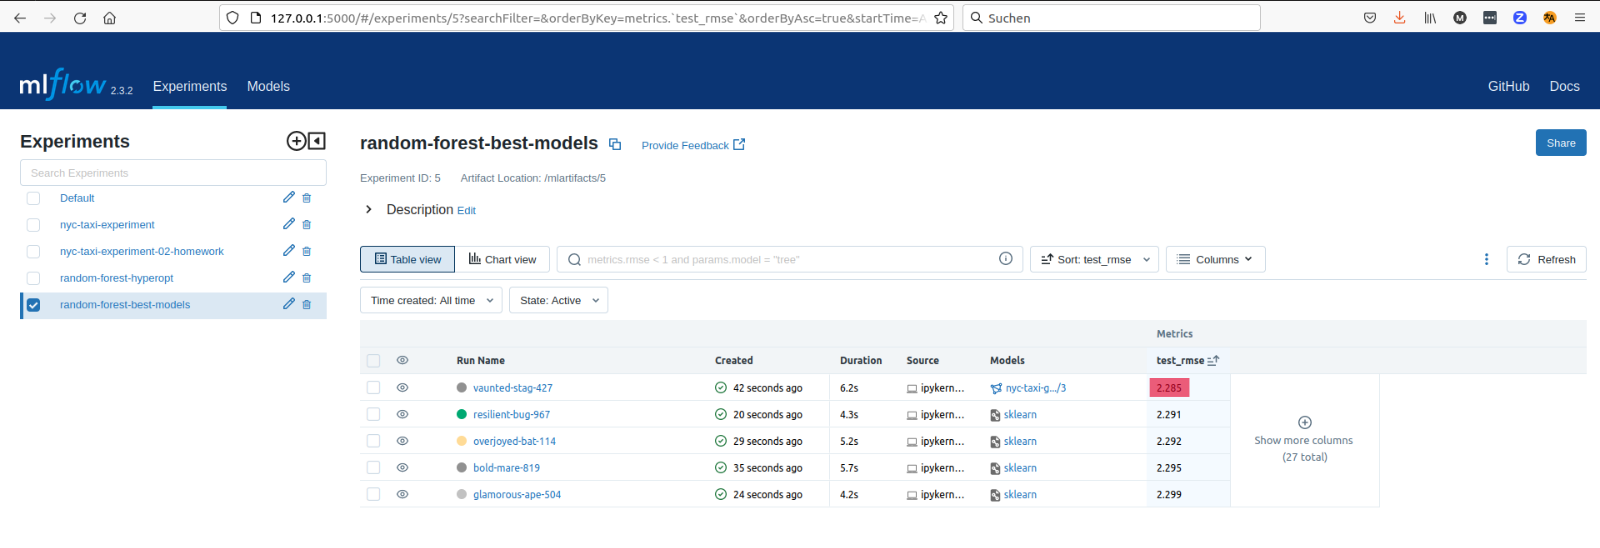 127.0.0.1:5000/#/experiments/5?searchFilter=&orderByKey=metrics.`test_rmse`&orderByAsc=true&startTime=A
Suchen
mlflow 2.3.2 Experiments Models GitHub Docs
Experiments
Search Experiments
Default
nyc-taxi-experiment
nyc-taxi-experiment-02-homework
random-forest-hyperopt
random-forest-best-models
random-forest-best-models Provide Feedback Share
Experiment ID: 5 Artifact Location: /mlartifacts/5
Description Edit
Table view Chart view metrics.rmse < 1 and params.model = "tree" Sort: test_rmse Columns Refresh
Time created: All time State: Active
Metrics
Run Name Created Duration Source Models test_rmse
vaunted-stag-427 42 seconds ago 6.2s ipykern... nyc-taxi-g.../3 2.285
resilient-bug-967 20 seconds ago 4.3s ipykern... sklearn 2.291
overjoyed-bat-114 29 seconds ago 5.2s ipykern... sklearn 2.292
bold-mare-819 35 seconds ago 5.7s ipykern... sklearn 2.295
glamorous-ape-504 24 seconds ago 4.2s ipykern... sklearn 2.299
Show more columns
(27 total)